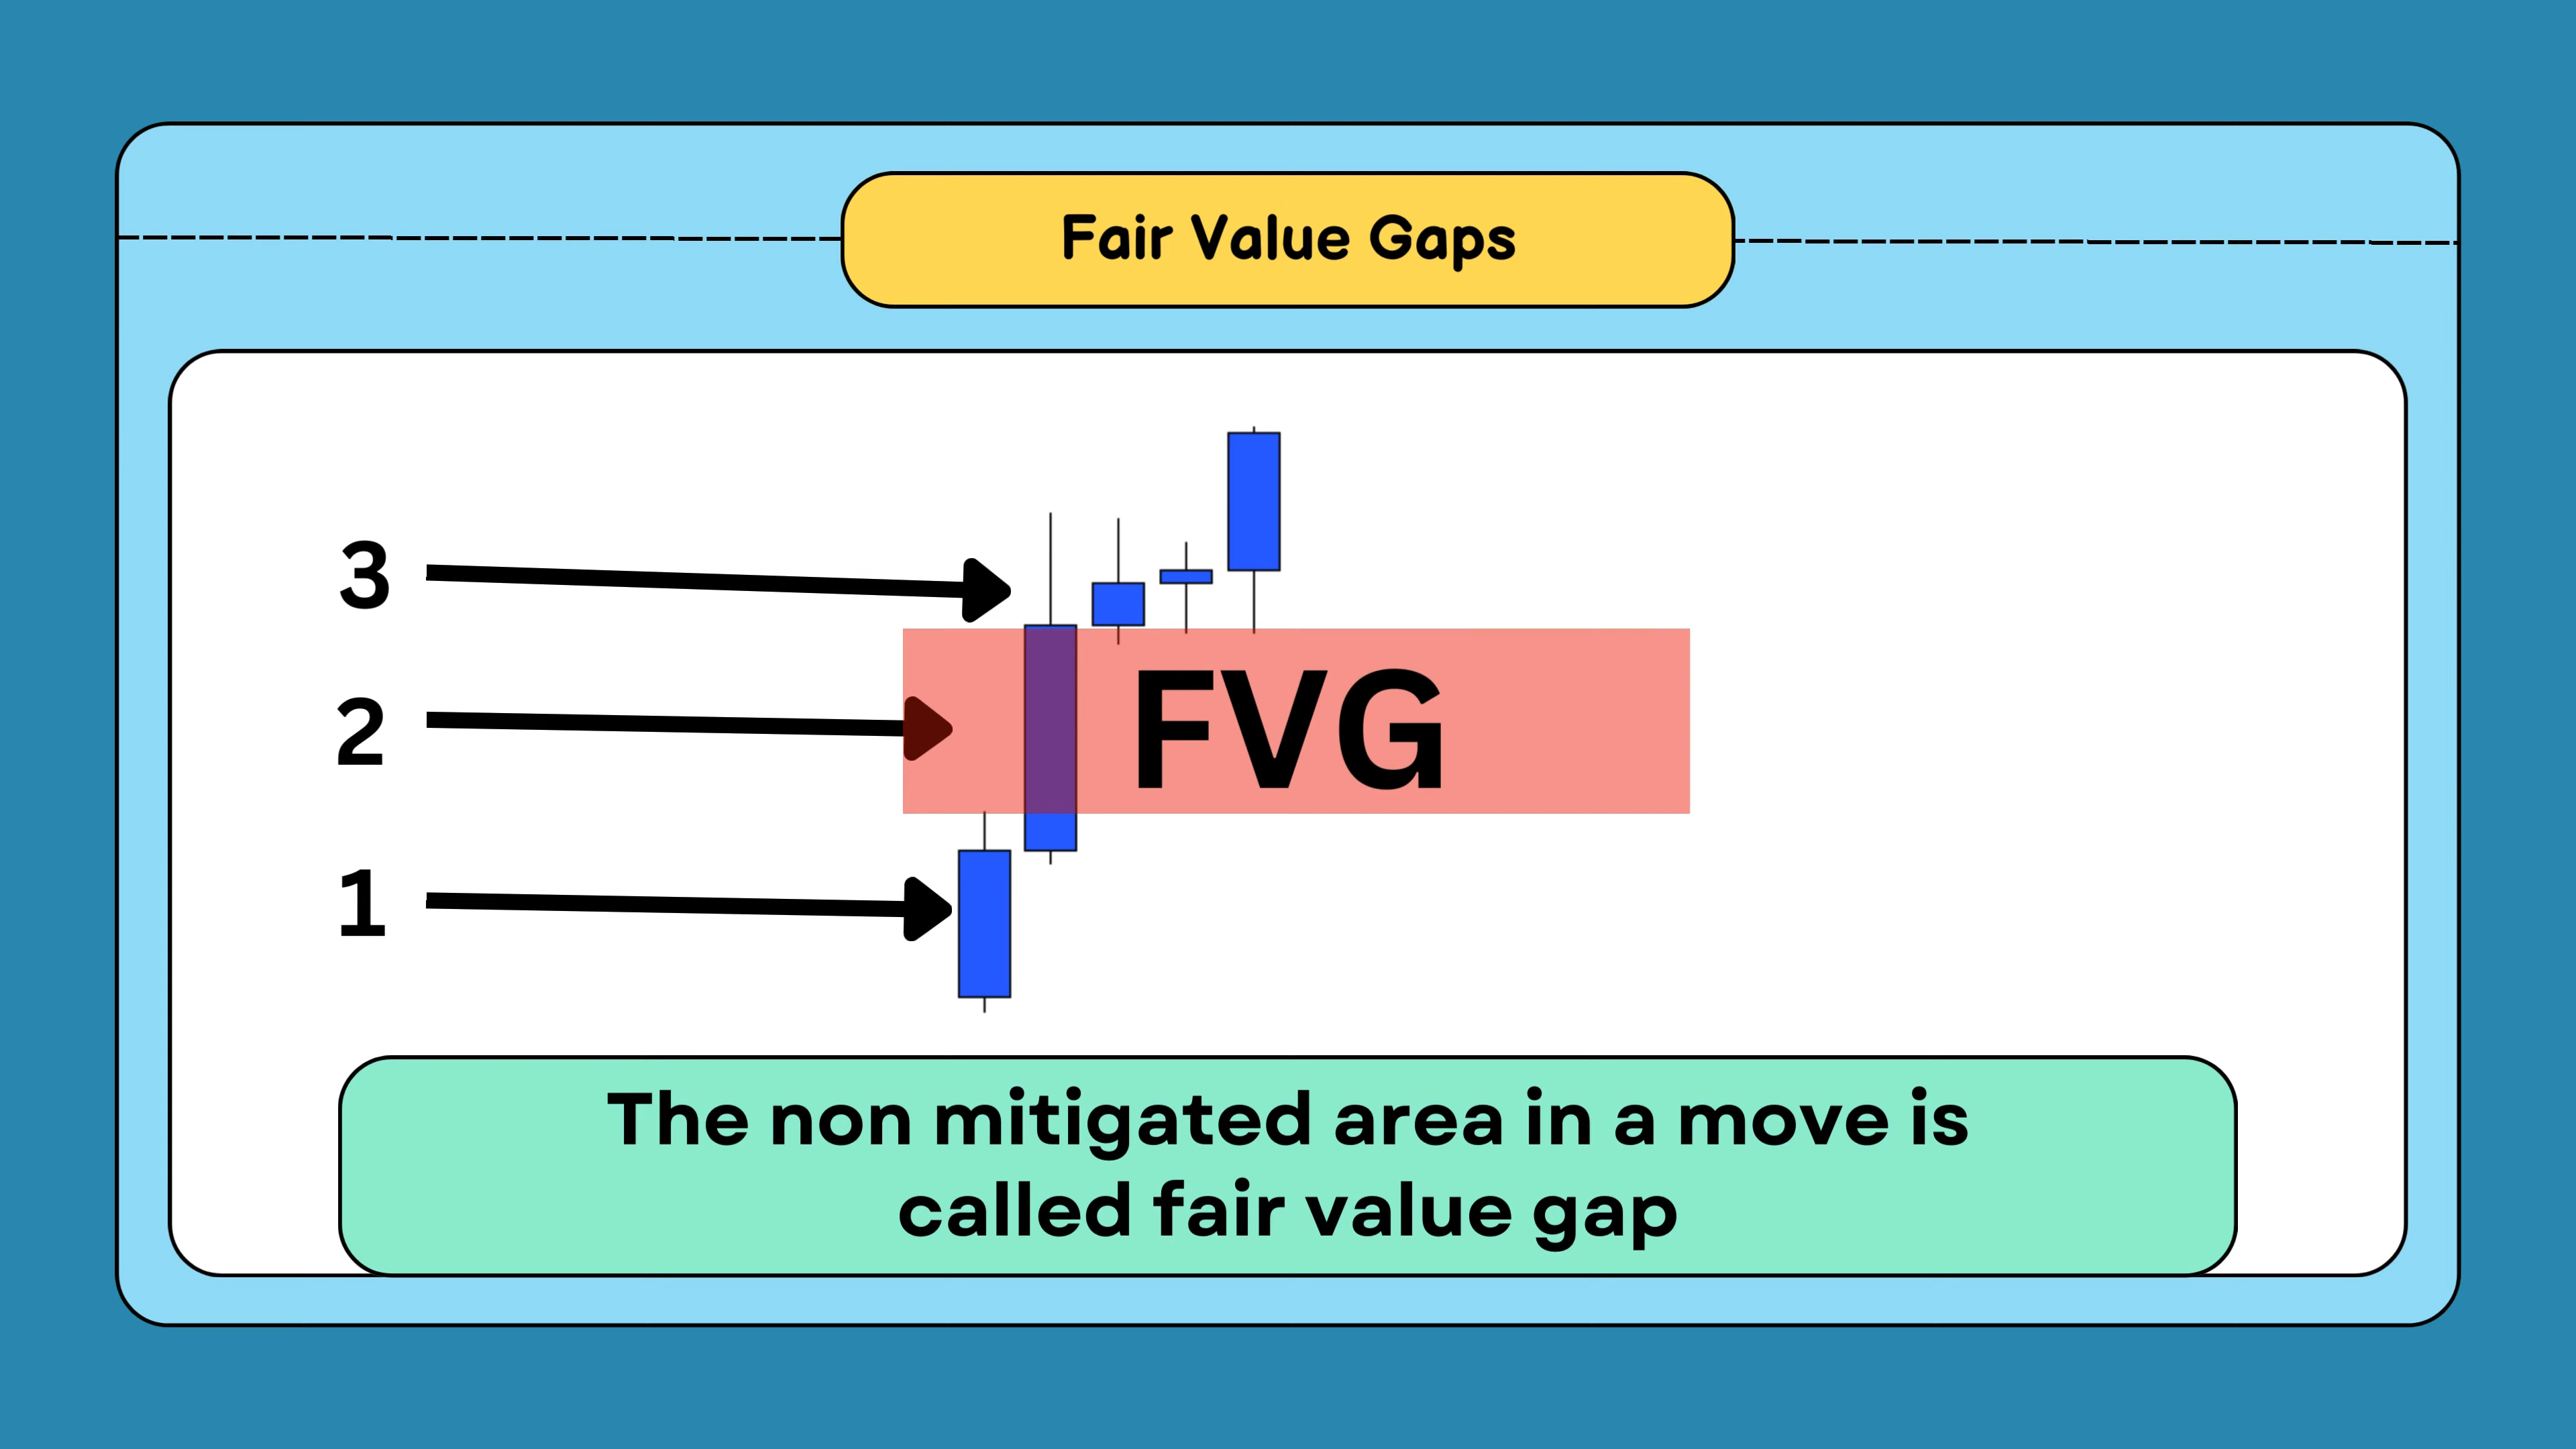 Fair Value Gaps
3
2
FVG
1
The non mitigated area in a move is
called fair value gap